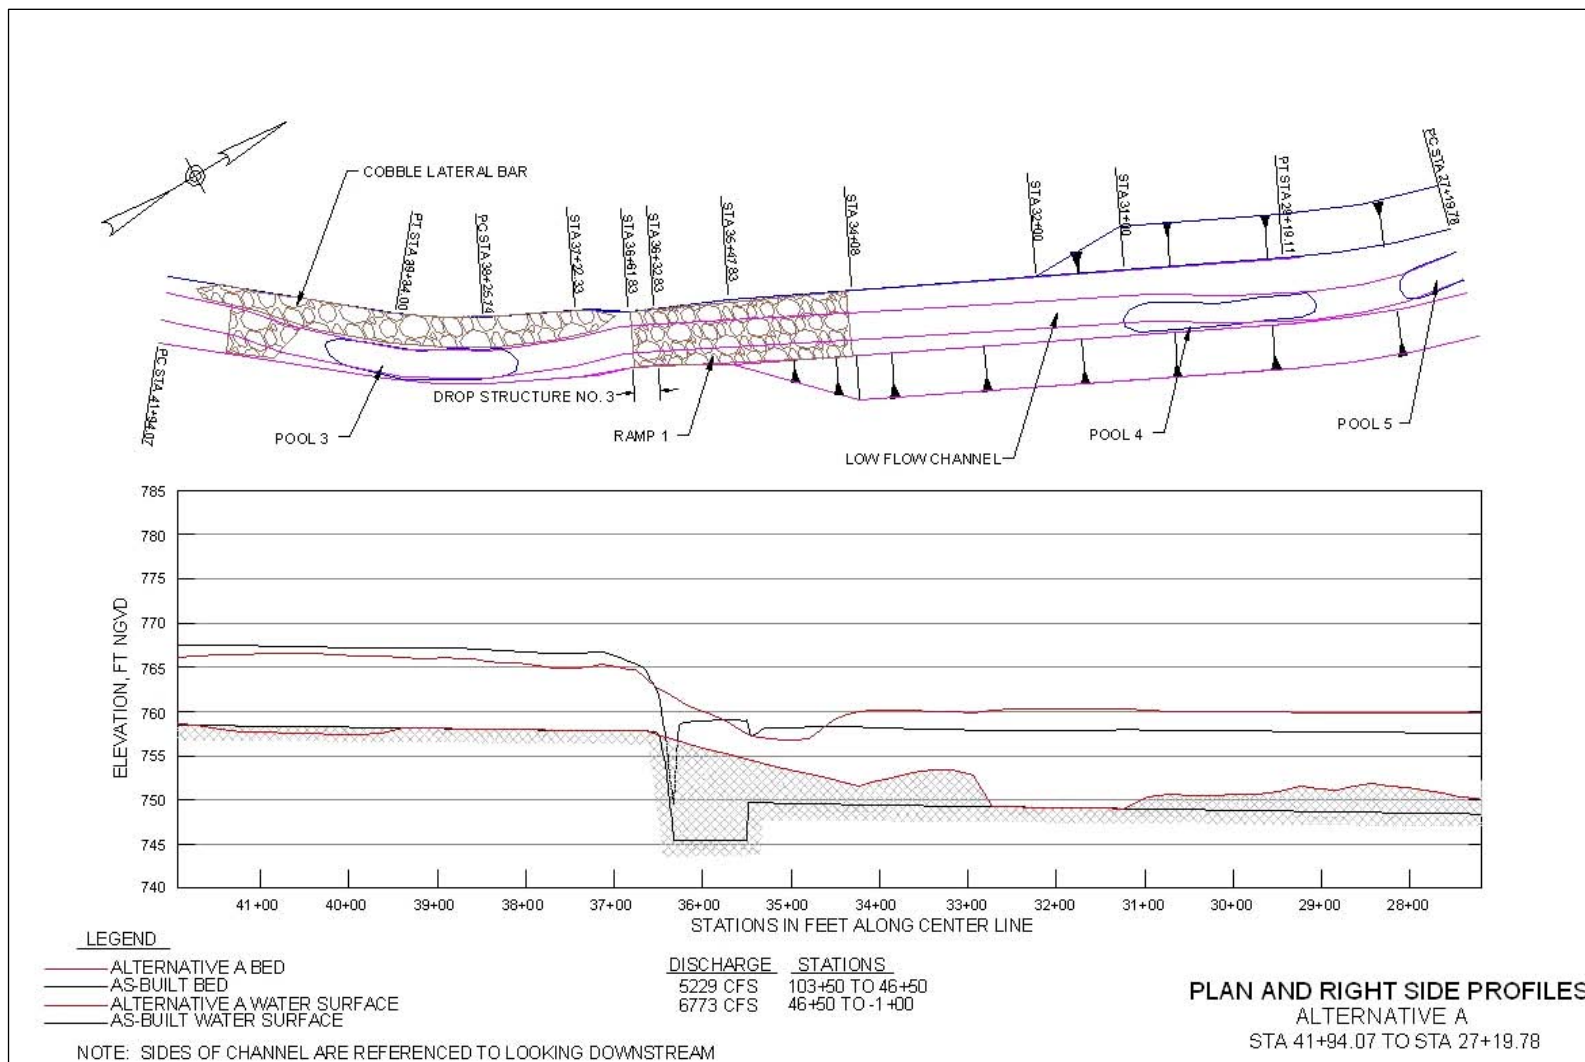 COBBLE LATERAL BAR
PT STA 39+34.00
PC STA 38+25.74
STA 37+22.33
STA 36+61.83
STA 36+32.83
STA 35+47.83
STA 34+08
STA 32+00
STA 31+00
PT STA 29+19.11
PC STA 27+19.78
PC STA 41+94.07
POOL 3
DROP STRUCTURE NO. 3
RAMP 1
LOW FLOW CHANNEL
POOL 4
POOL 5
ELEVATION, FT NGVD
785
780
775
770
765
760
755
750
745
740
41+00 40+00 39+00 38+00 37+00 36+00 35+00 34+00 33+00 32+00 31+00 30+00 29+00 28+00
STATIONS IN FEET ALONG CENTER LINE
LEGEND
ALTERNATIVE A BED
AS-BUILT BED
ALTERNATIVE A WATER SURFACE
AS-BUILT WATER SURFACE
DISCHARGE STATIONS
5229 CFS 103+50 TO 46+50
6773 CFS 46+50 TO -1+00
PLAN AND RIGHT SIDE PROFILES
ALTERNATIVE A
STA 41+94.07 TO STA 27+19.78
NOTE: SIDES OF CHANNEL ARE REFERENCED TO LOOKING DOWNSTREAM